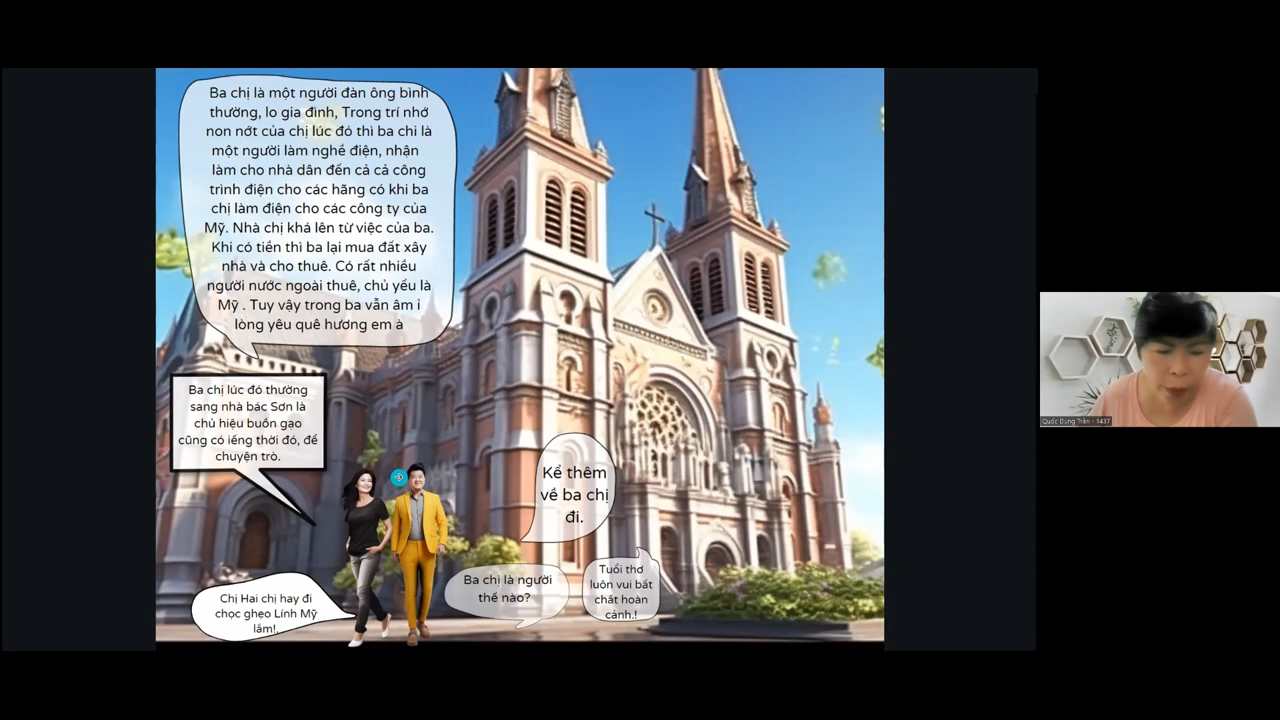 Ba chị là một người đàn ông bình
thường, lo gia đình, Trong trí nhớ
non nớt của chị lúc đó thì ba chi là
một người làm nghề điện, nhận
làm cho nhà dân đến cả cả công
trình điện cho các hãng có khi ba
chị làm điện cho các công ty của
Mỹ. Nhà chị khá lên từ việc của ba.
Khi có tiền thì ba lại mua đất xây
nhà và cho thuê. Có rất nhiều
người nước ngoài thuê, chủ yếu là
Mỹ . Tuy vậy trong ba vẫn âm ỉ
lòng yêu quê hương em à
Ba chị lúc đó thường
sang nhà bác Sơn là
chủ hiệu buôn gạo
cũng có iếng thời đó, để
chuyện trò.
Kể thêm
về ba chị
đi.
Ba chị là người
thế nào?
Tuổi thơ
luôn vui bất
chất hoàn
cảnh.!
Chị Hai chị hay đi
chọc ghẹo Lính Mỹ
lắm!.
Quốc Dụng Trần - 1437